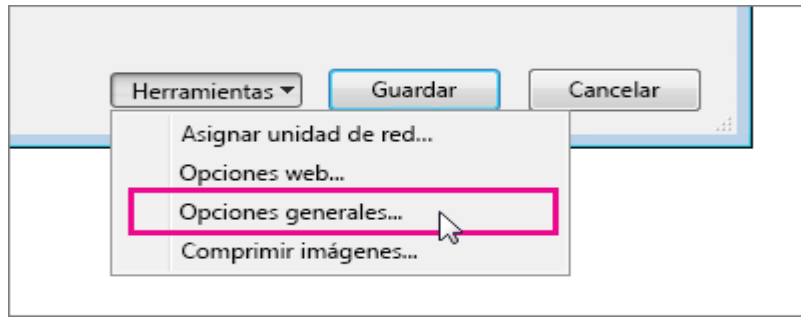 Herramientas Guardar Cancelar
Asignar unidad de red...
Opciones web...
Opciones generales...
Comprimir imágenes...